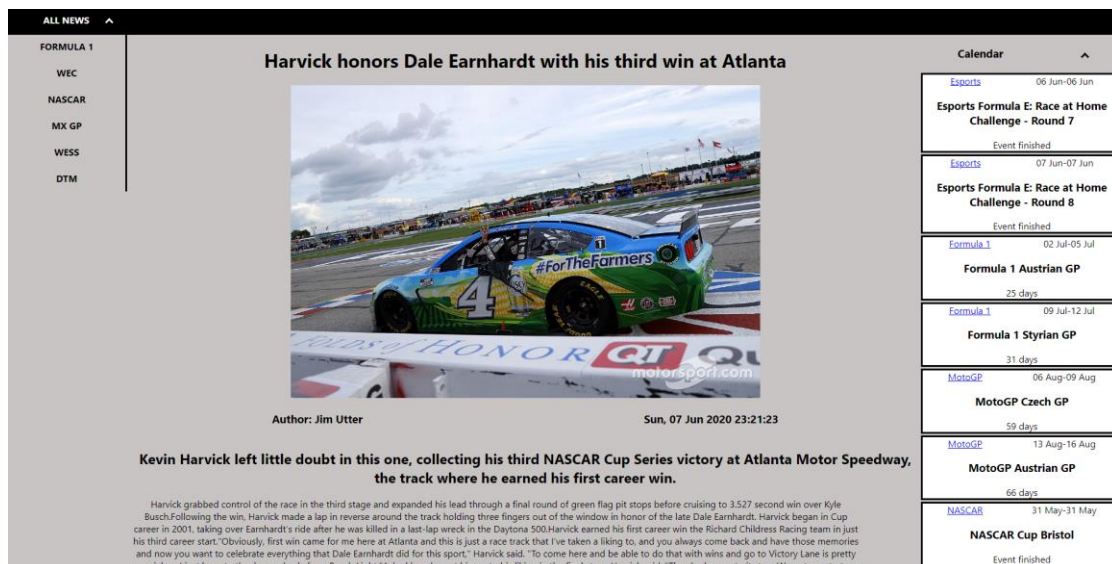 ALL NEWS
FORMULA 1
WEC
NASCAR
MX GP
WESS
DTM
Harvick honors Dale Earnhardt with his third win at Atlanta
#ForTheFarmers
4
1
EAGLE
FOLDS of HONOR QT Qu
motorsport.com
Author: Jim Utter
Sun, 07 Jun 2020 23:21:23
Kevin Harvick left little doubt in this one, collecting his third NASCAR Cup Series victory at Atlanta Motor Speedway,
the track where he earned his first career win.
Harvick grabbed control of the race in the third stage and expanded his lead through a final round of green flag pit stops before cruising to 3.527 second win over Kyle
Busch.Following the win, Harvick made a lap in reverse around the track holding three fingers out of the window in honor of the late Dale Earnhardt. Harvick began in Cup
career in 2001, taking over Earnhardt's ride after he was killed in a last-lap wreck in the Daytona 500.Harvick earned his first career win the Richard Childress Racing team in just
his third career start."Obviously, first win came for me here at Atlanta and this is just a race track that I've taken a liking to, and you always come back and have those memories
and now you want to celebrate everything that Dale Earnhardt did for this sport," Harvick said. "To come here and be able to do that with wins and go to Victory Lane is pretty
Calendar
Esports 06 Jun-06 Jun
Esports Formula E: Race at Home
Challenge - Round 7
Event finished
Esports 07 Jun-07 Jun
Esports Formula E: Race at Home
Challenge - Round 8
Event finished
Formula 1 02 Jul-05 Jul
Formula 1 Austrian GP
25 days
Formula 1 09 Jul-12 Jul
Formula 1 Styrian GP
31 days
MotoGP 06 Aug-09 Aug
MotoGP Czech GP
59 days
MotoGP 13 Aug-16 Aug
MotoGP Austrian GP
66 days
NASCAR 31 May-31 May
NASCAR Cup Bristol
Event finished